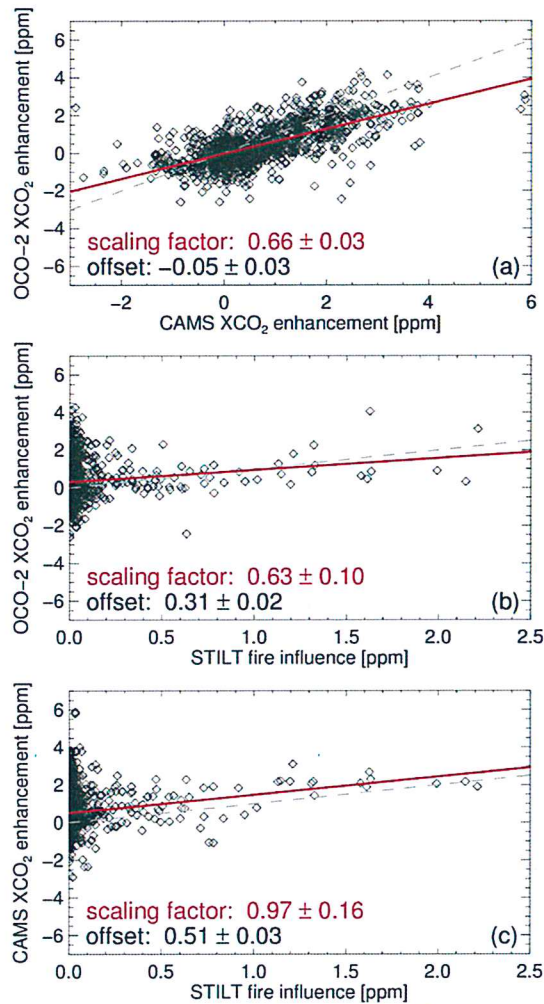 OCO-2 XCO₂ enhancement [ppm]
6
4
2
0
−2
−4
−6
scaling factor: 0.66 ± 0.03
offset: −0.05 ± 0.03
(a)
−2 0 2 4 6
CAMS XCO₂ enhancement [ppm]
OCO-2 XCO₂ enhancement [ppm]
6
4
2
0
−2
−4
−6
scaling factor: 0.63 ± 0.10
offset: 0.31 ± 0.02
(b)
0.0 0.5 1.0 1.5 2.0 2.5
STILT fire influence [ppm]
CAMS XCO₂ enhancement [ppm]
6
4
2
0
−2
−4
−6
scaling factor: 0.97 ± 0.16
offset: 0.51 ± 0.03
(c)
0.0 0.5 1.0 1.5 2.0 2.5
STILT fire influence [ppm]